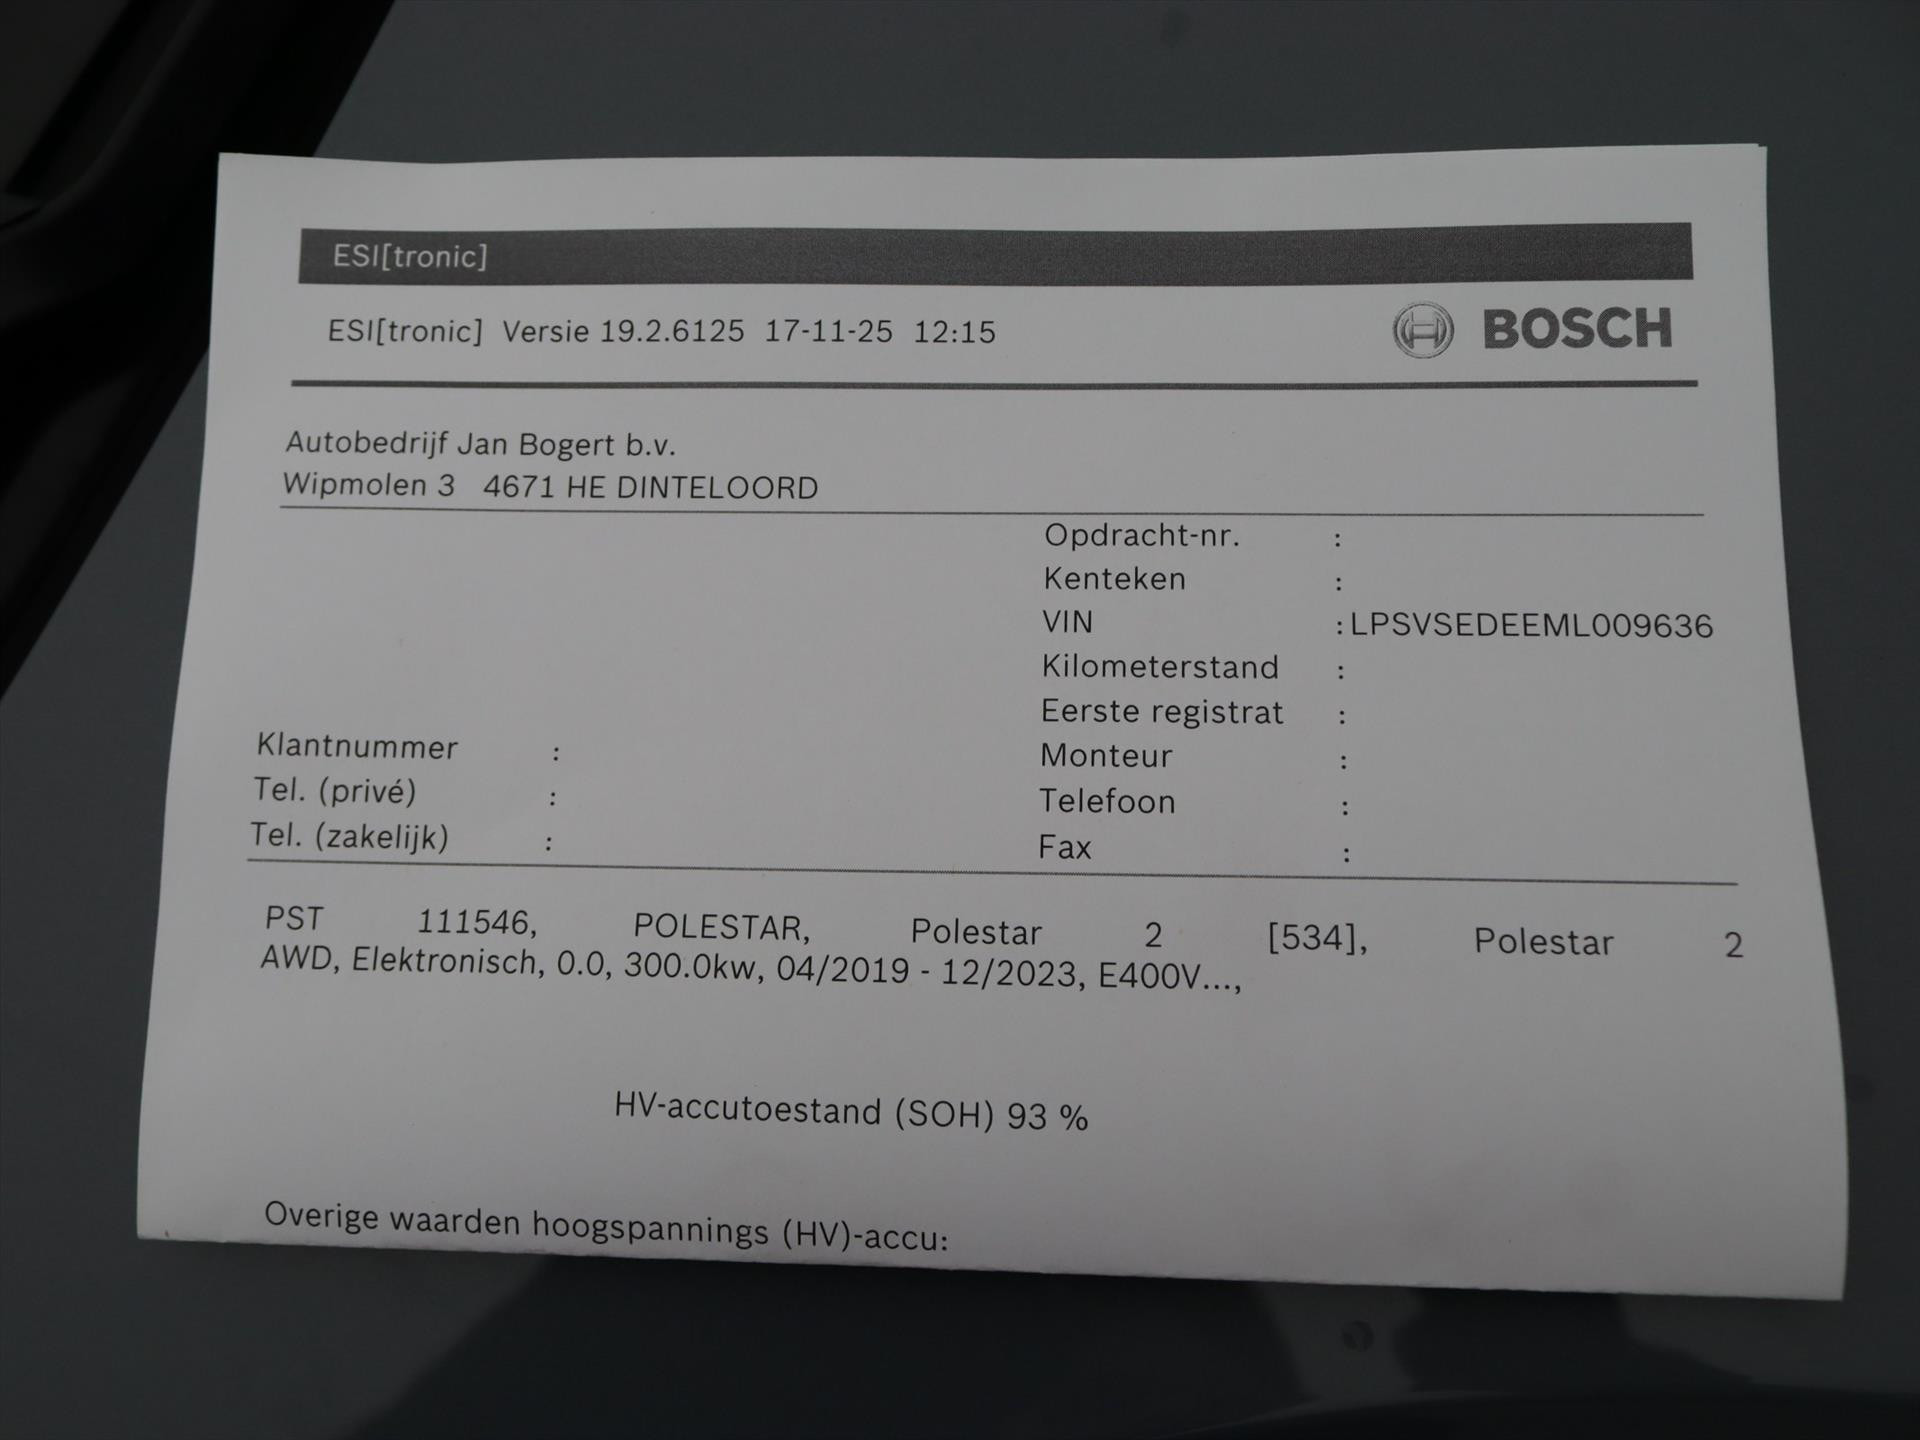 ESI[tronic]
ESI[tronic] Versie 19.2.6125 17-11-25 12:15
BOSCH
Autobedrijf Jan Bogert b.v.
Wipmolen 3 4671 HE DINTELOORD
Opdracht-nr. :
Kenteken :
VIN :LPSVSEDEEML009636
Kilometerstand :
Eerste registrat :
Monteur :
Telefoon :
Fax :
Klantnummer :
Tel. (privé) :
Tel. (zakelijk) :
PST 111546, POLESTAR, Polestar 2 [534], Polestar 2
AWD, Elektronisch, 0.0, 300.0kw, 04/2019 - 12/2023, E400V...,
HV-accutoestand (SOH) 93 %
Overige waarden hoogspannings (HV)-accu: